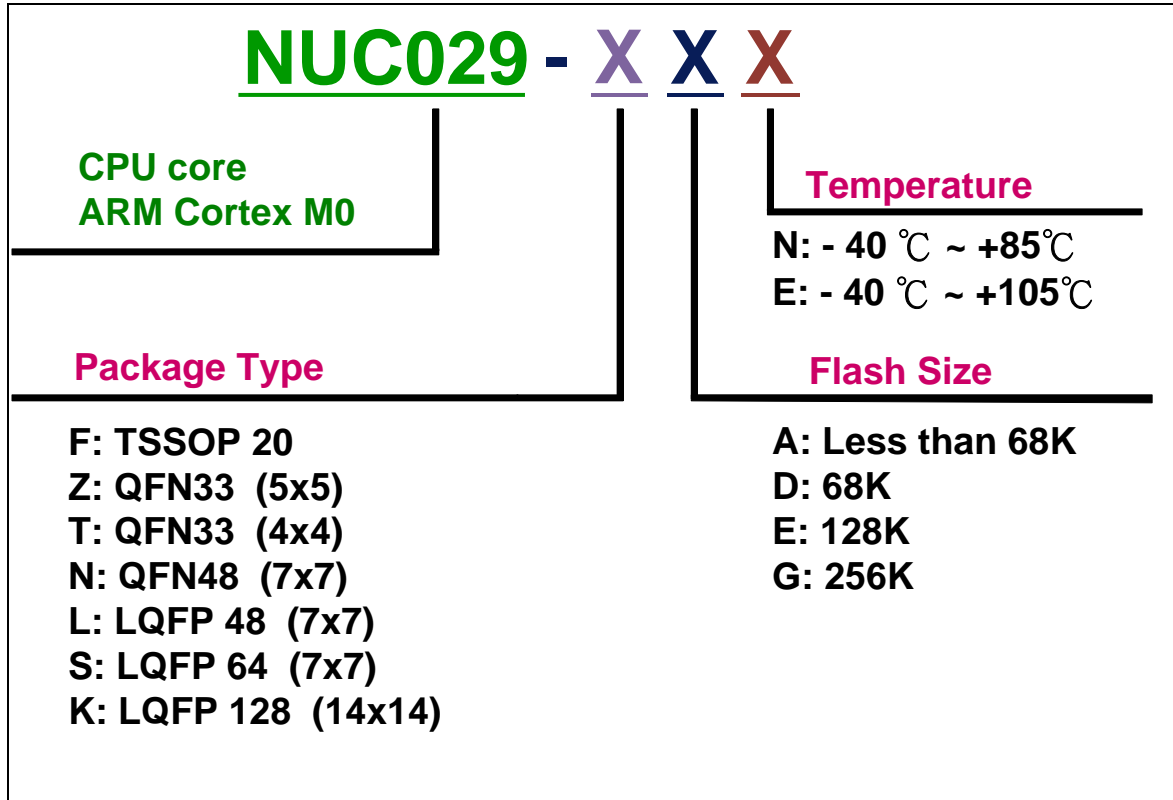 NUC029 - X X X
CPU core
ARM Cortex M0
Temperature
N: - 40 ℃ ~ +85℃
E: - 40 ℃ ~ +105℃
Package Type
F: TSSOP 20
Z: QFN33 (5x5)
T: QFN33 (4x4)
N: QFN48 (7x7)
L: LQFP 48 (7x7)
S: LQFP 64 (7x7)
K: LQFP 128 (14x14)
Flash Size
A: Less than 68K
D: 68K
E: 128K
G: 256K